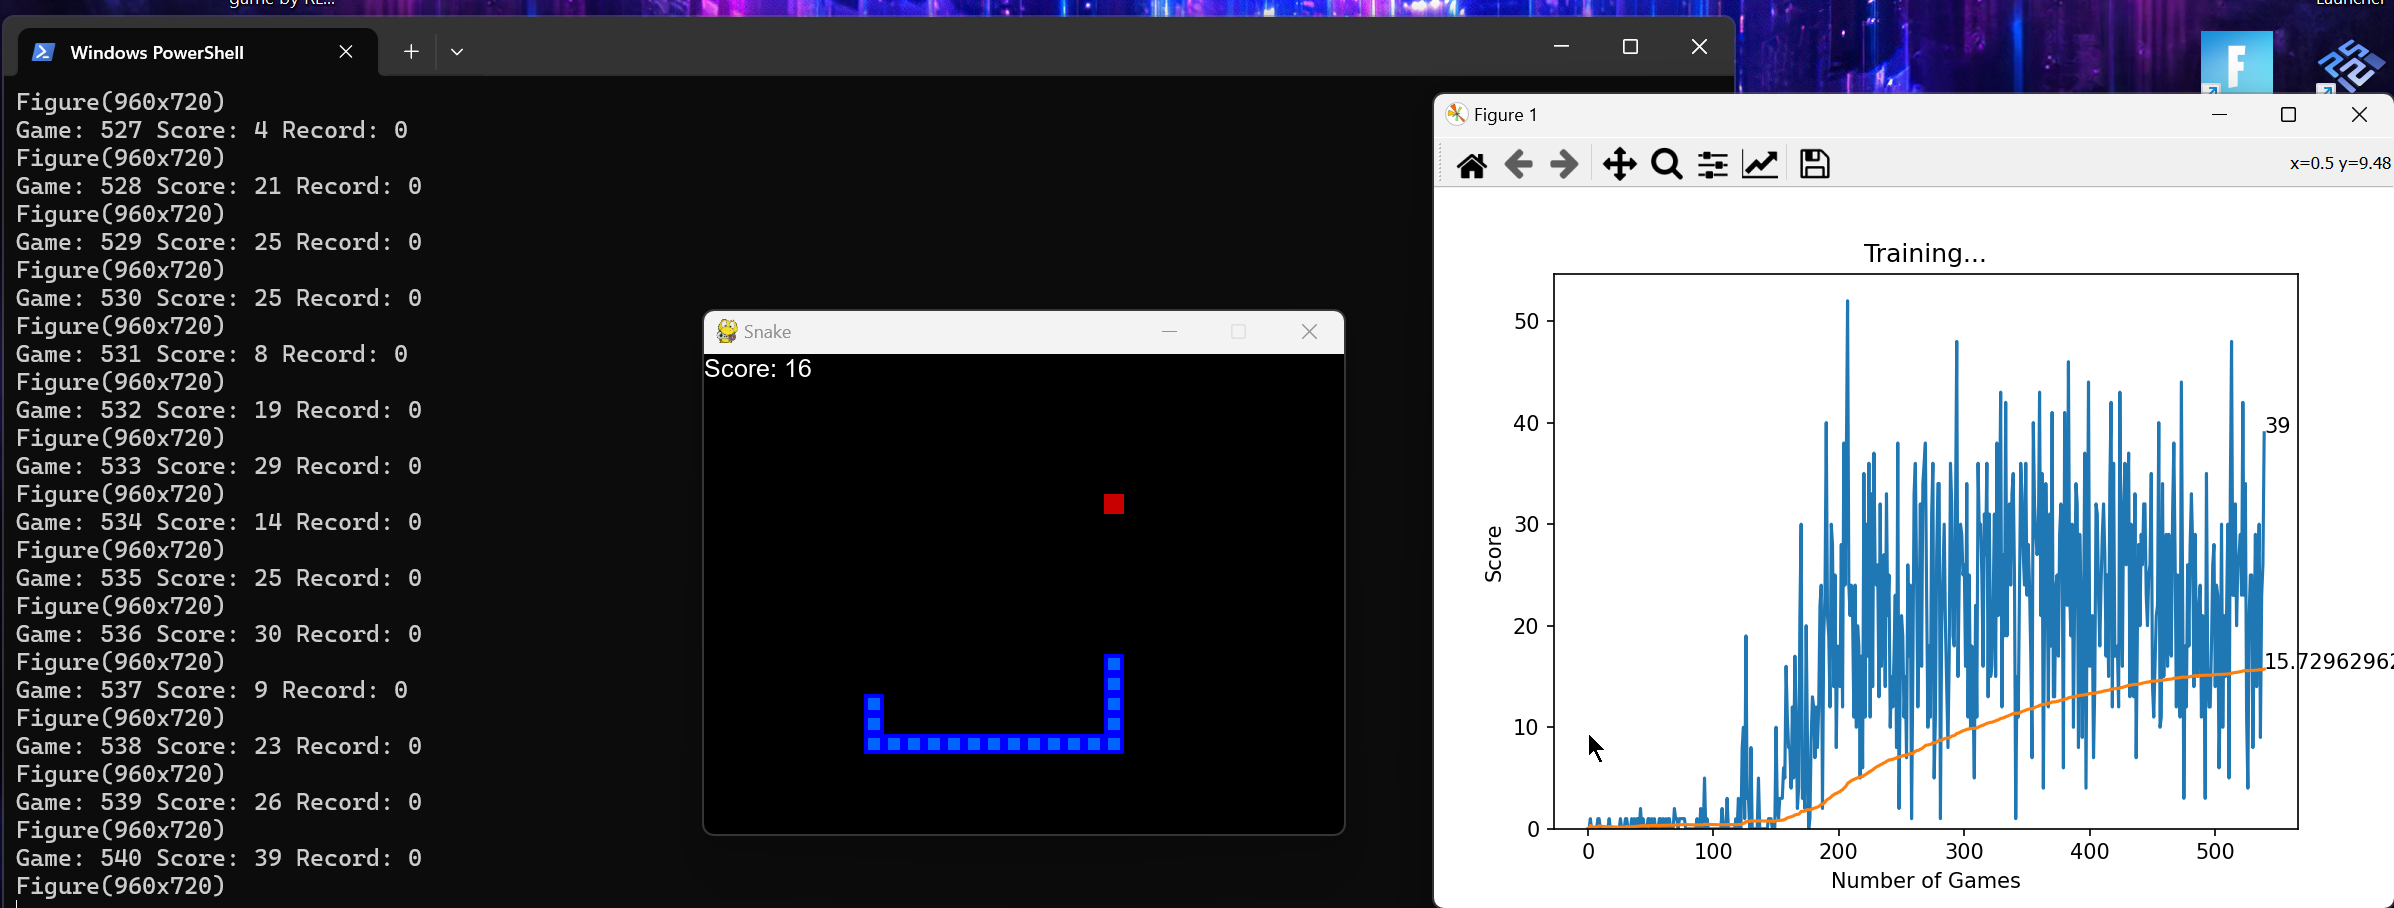 game by RE...
Launcher
Windows PowerShell
Figure(960x720)
Game: 527 Score: 4 Record: 0
Figure(960x720)
Game: 528 Score: 21 Record: 0
Figure(960x720)
Game: 529 Score: 25 Record: 0
Figure(960x720)
Game: 530 Score: 25 Record: 0
Figure(960x720)
Game: 531 Score: 8 Record: 0
Figure(960x720)
Game: 532 Score: 19 Record: 0
Figure(960x720)
Game: 533 Score: 29 Record: 0
Figure(960x720)
Game: 534 Score: 14 Record: 0
Figure(960x720)
Game: 535 Score: 25 Record: 0
Figure(960x720)
Game: 536 Score: 30 Record: 0
Figure(960x720)
Game: 537 Score: 9 Record: 0
Figure(960x720)
Game: 538 Score: 23 Record: 0
Figure(960x720)
Game: 539 Score: 26 Record: 0
Figure(960x720)
Game: 540 Score: 39 Record: 0
Figure(960x720)
Snake
Score: 16
Figure 1
x=0.5 y=9.48
Training...
50
40
30
20
10
0
Score
39
15.72962962
0 100 200 300 400 500
Number of Games